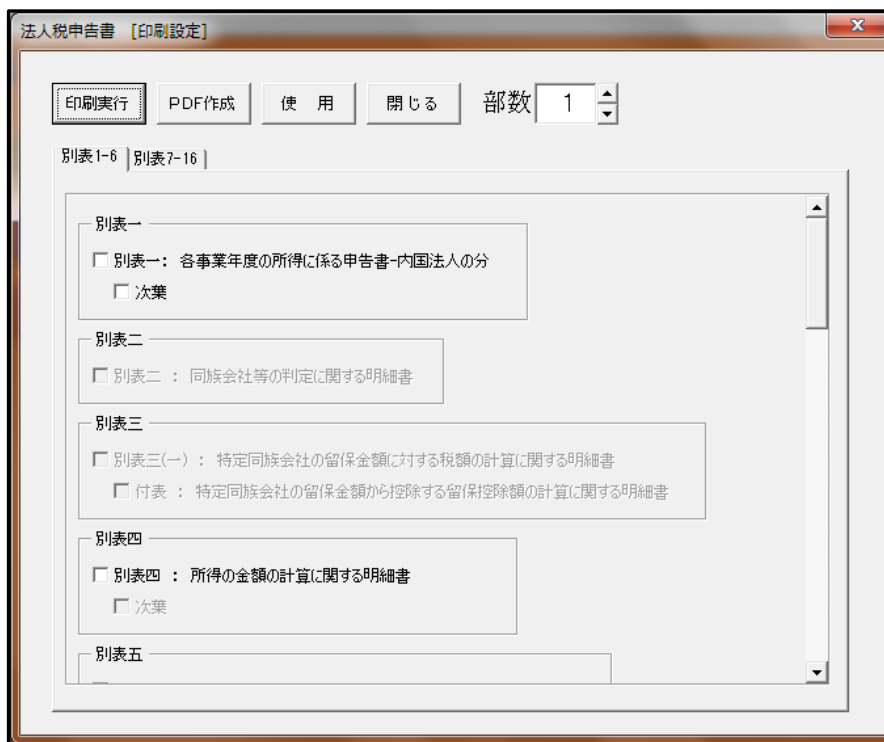 法人税申告書 [印刷設定]
印刷実行 PDF作成 使 用 閉じる 部数 1
別表1-6 別表7-16
別表一
別表一: 各事業年度の所得に係る申告書-内国法人の分
次葉
別表二
別表二 : 同族会社等の判定に関する明細書
別表三
別表三(一) : 特定同族会社の留保金額に対する税額の計算に関する明細書
付表 : 特定同族会社の留保金額から控除する留保控除額の計算に関する明細書
別表四
別表四 : 所得の金額の計算に関する明細書
次葉
別表五